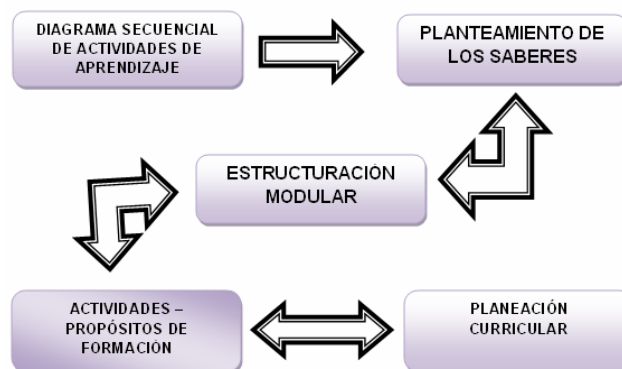 DIAGRAMA SECUENCIAL
DE ACTIVIDADES DE
APRENDIZAJE
PLANTEAMIENTO DE
LOS SABERES
ESTRUCTURACIÓN
MODULAR
ACTIVIDADES –
PROPÓSITOS DE
FORMACIÓN
PLANEACIÓN
CURRICULAR